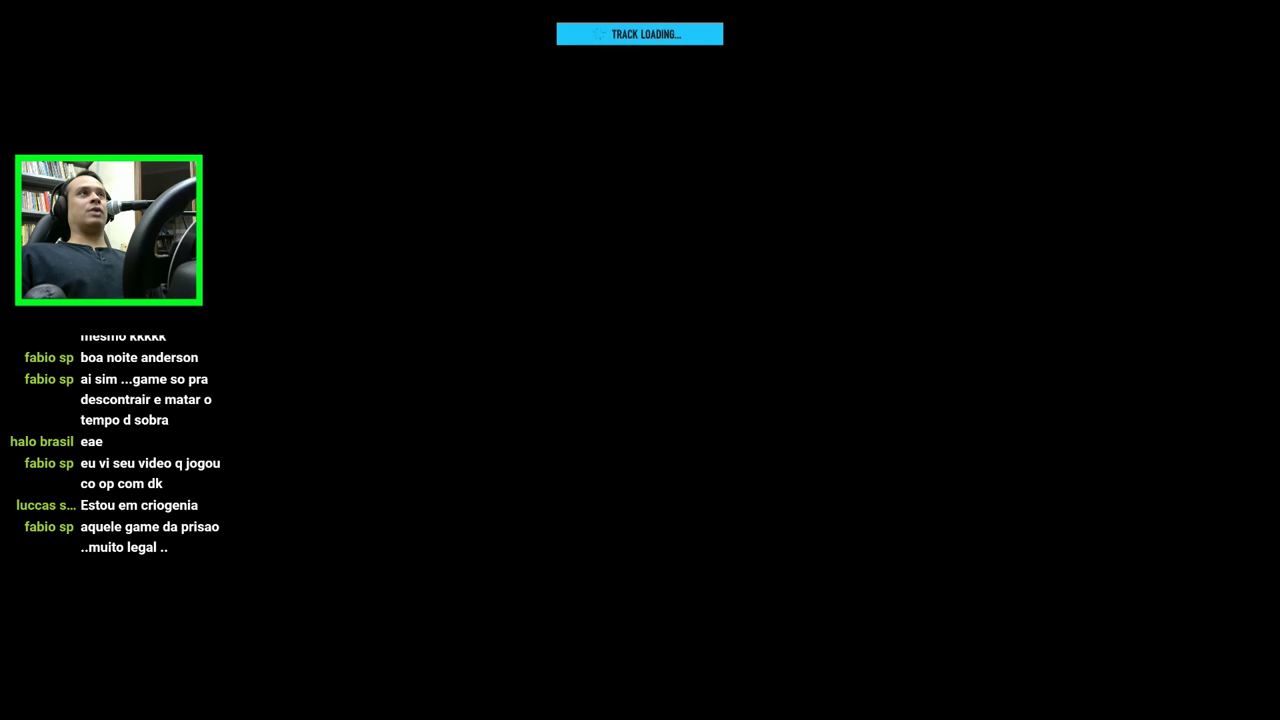 TRACK LOADING...
mesmo kkkkk
fabio sp boa noite anderson
fabio sp ai sim ...game so pra
descontrair e matar o
tempo d sobra
halo brasil eae
fabio sp eu vi seu video q jogou
co op com dk
luccas s... Estou em criogenia
fabio sp aquele game da prisao
..muito legal ..